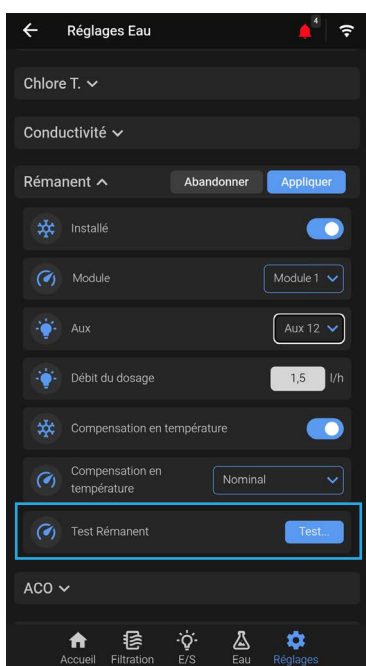 Réglages Eau
4
Chlore T.
Conductivité
Rémanent Abandonner Appliquer
Installé
Module Module 1
Aux Aux 12
Débit du dosage 1,5 l/h
Compensation en température
Compensation en
température
Nominal
Test Rémanent Test...
ACO
Accueil Filtration E/S Eau Réglages